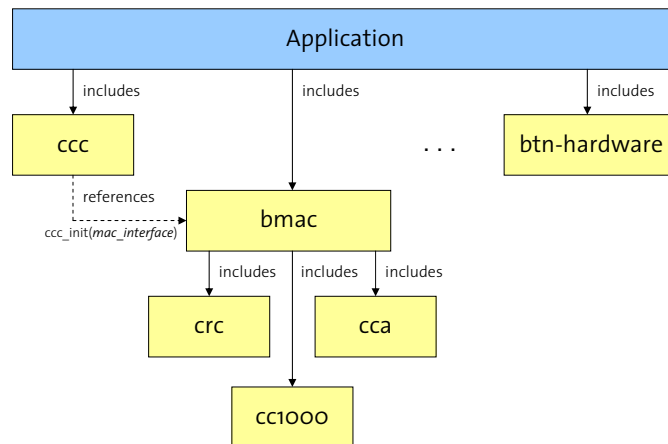 Application
includes
includes
includes
ccc
. . .
btn-hardware
references
ccc_init(mac_interface)
bmac
includes
includes
includes
crc
cca
cc1000